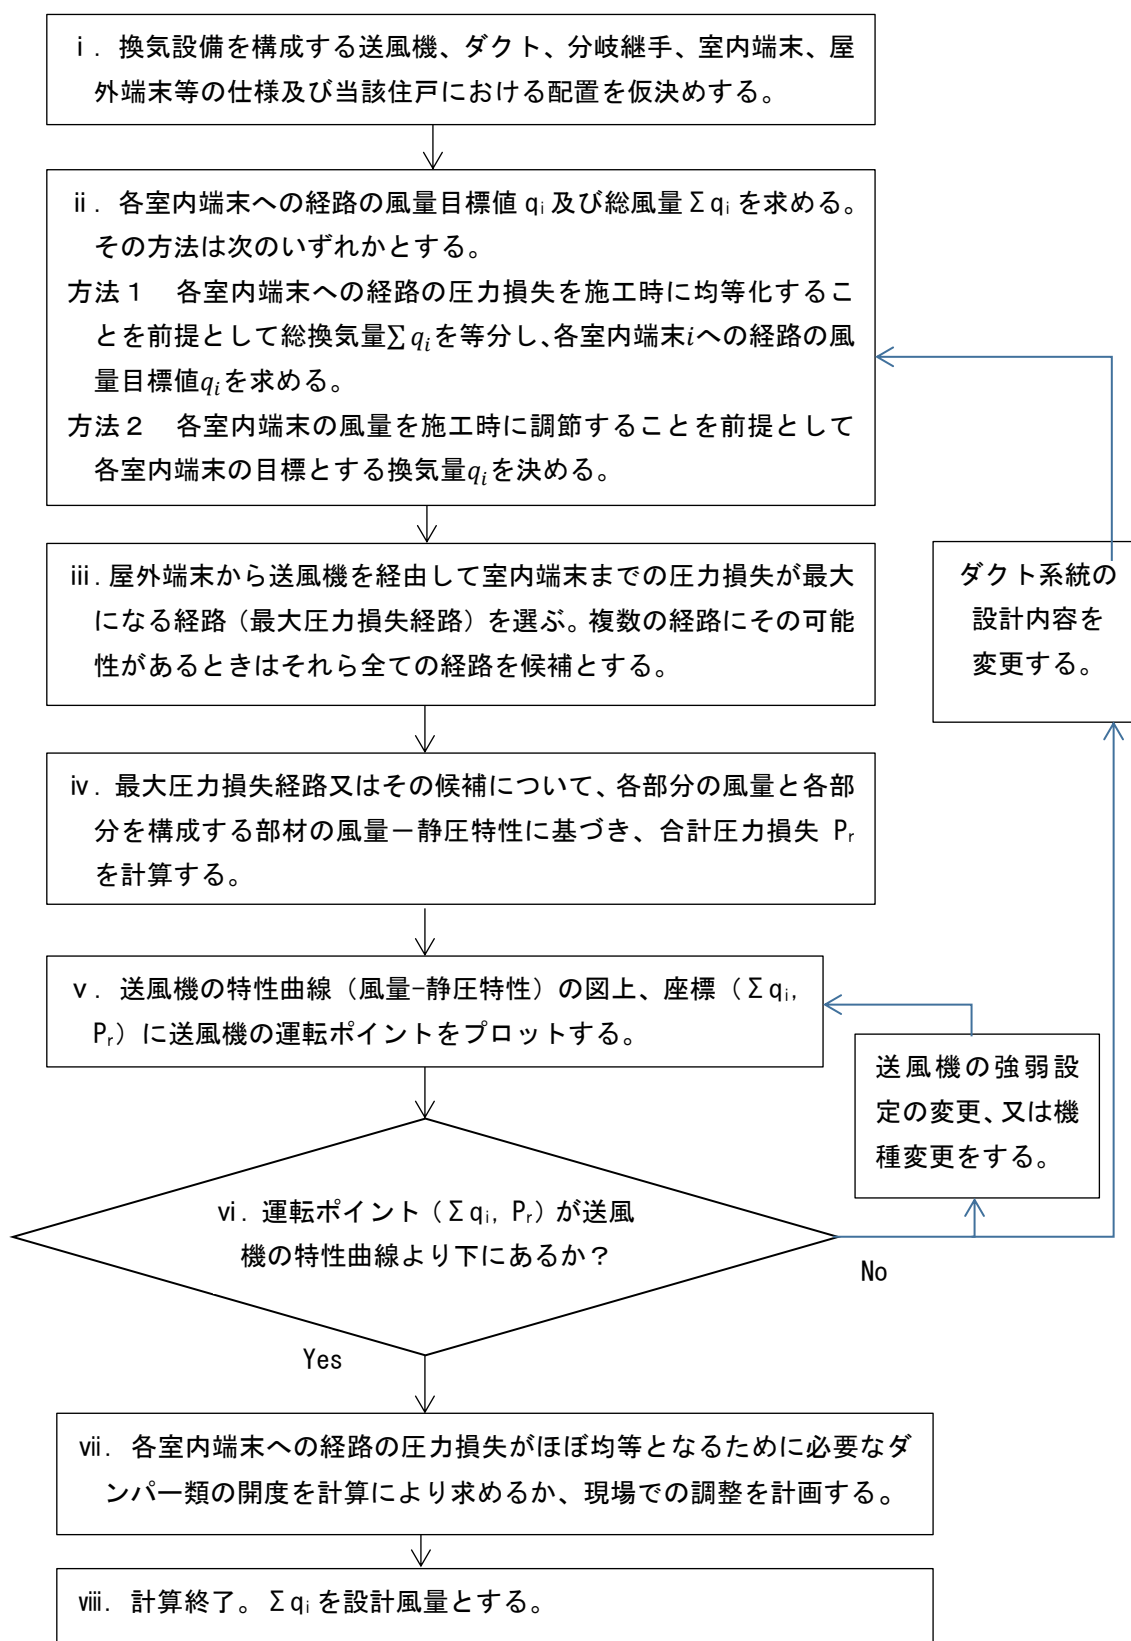 ⅰ. 換気設備を構成する送風機、ダクト、分岐継手、室内端末、屋
外端末等の仕様及び当該住戸における配置を仮決めする。
ⅱ. 各室内端末への経路の風量目標値 qi 及び総風量 Σqi を求める。
その方法は次のいずれかとする。
方法１　各室内端末への経路の圧力損失を施工時に均等化するこ
とを前提として総換気量∑qiを等分し、各室内端末iへの経路の風
量目標値qiを求める。
方法２　各室内端末の風量を施工時に調節することを前提として
各室内端末の目標とする換気量qiを決める。
ⅲ. 屋外端末から送風機を経由して室内端末までの圧力損失が最大
になる経路（最大圧力損失経路）を選ぶ。複数の経路にその可能
性があるときはそれら全ての経路を候補とする。
ダクト系統の
設計内容を
変更する。
ⅳ. 最大圧力損失経路又はその候補について、各部分の風量と各部
分を構成する部材の風量－静圧特性に基づき、合計圧力損失 Pr
を計算する。
ⅴ. 送風機の特性曲線（風量-静圧特性）の図上、座標（Σqi,
Pr）に送風機の運転ポイントをプロットする。
送風機の強弱設
定の変更、又は機
種変更をする。
ⅵ. 運転ポイント（Σqi, Pr）が送風
機の特性曲線より下にあるか？
No
Yes
ⅶ. 各室内端末への経路の圧力損失がほぼ均等となるために必要なダ
ンパー類の開度を計算により求めるか、現場での調整を計画する。
ⅷ. 計算終了。Σqi を設計風量とする。